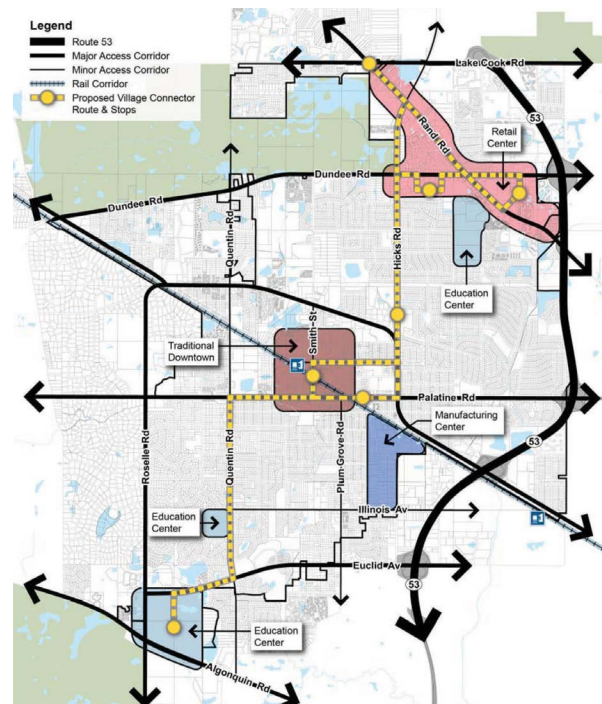 Legend
Route 53
Major Access Corridor
Minor Access Corridor
Rail Corridor
Proposed Village Connector
Route & Stops
Lake Cook Rd
53
Rand Rd
Retail
Center
Dundee Rd
Dundee Rd
Quentin Rd
Hicks Rd
Education
Center
Smith St
Traditional
Downtown
Palatine Rd
Manufacturing
Center
Roselle Rd
Quentin Rd
Plum Grove Rd
53
Education
Center
Illinois Av
Euclid Av
53
Education
Center
Algonquin Rd